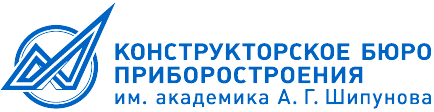 КОНСТРУКТОРСКОЕ БЮРО
ПРИБОРОСТРОЕНИЯ
им. академика А. Г. Шипунова